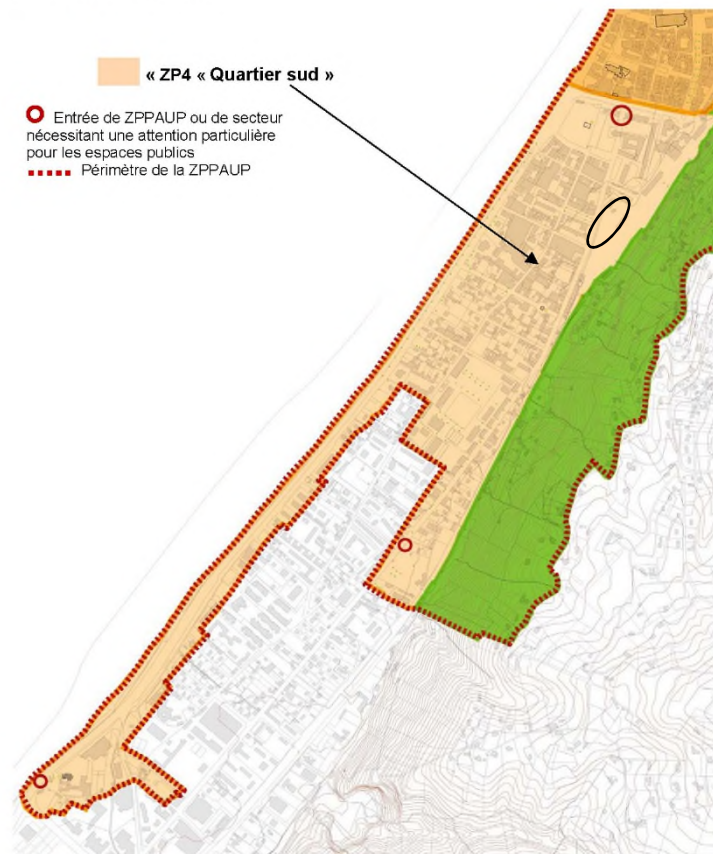 « ZP4 « Quartier sud »
Entrée de ZPPAUP ou de secteur
nécessitant une attention particulière
pour les espaces publics
Périmètre de la ZPPAUP